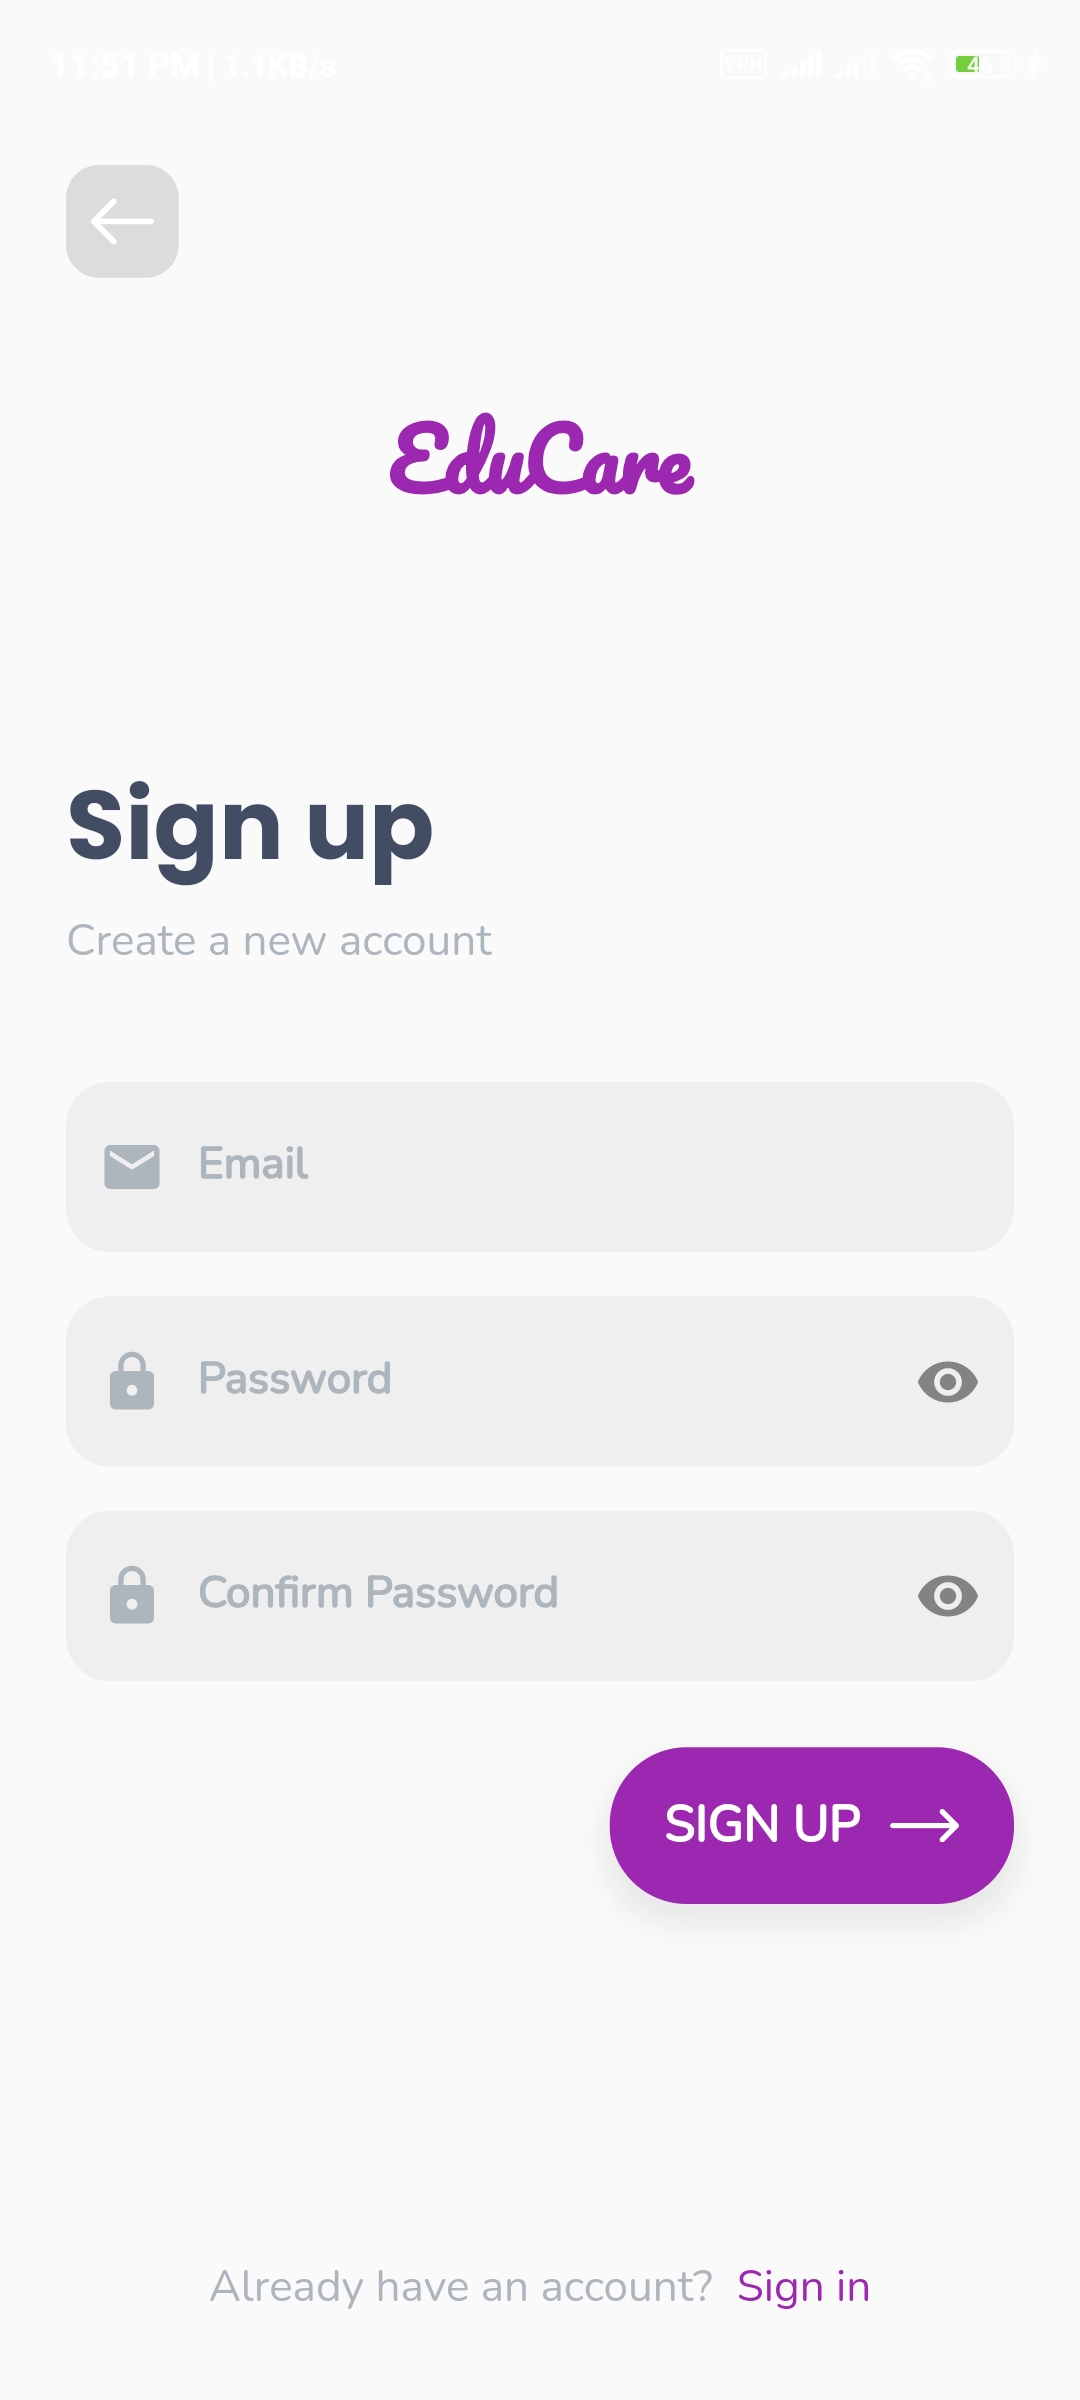 11:51 PM | 1.1KB/s VPN 46
EduCare
Sign up
Create a new account
Email
Password
Confirm Password
SIGN UP
Already have an account? Sign in